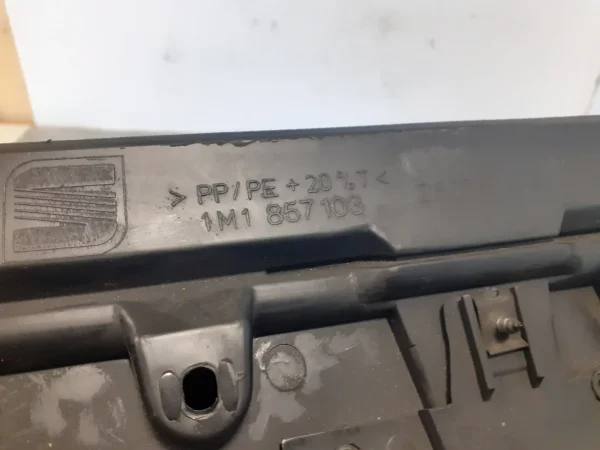 > PP/PE + 20 % T <
1M1 857 103